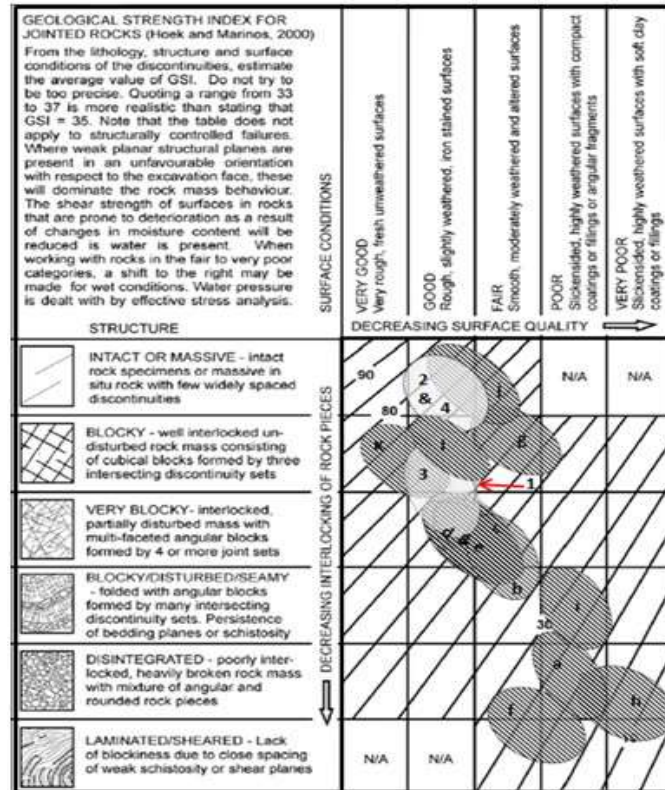 GEOLOGICAL STRENGTH INDEX FOR
JOINTED ROCKS (Hoek and Marinos, 2000)
From the lithology, structure and surface
conditions of the discontinuities, estimate
the average value of GSI. Do not try to
be too precise. Quoting a range from 33
to 37 is more realistic than stating that
GSI = 35. Note that the table does not
apply to structurally controlled failures.
Where weak planar structural planes are
present in an unfavourable orientation
with respect to the excavation face, these
will dominate the rock mass behaviour.
The shear strength of surfaces in rocks
that are prone to deterioration as a result
of changes in moisture content will be
reduced is water is present. When
working with rocks in the fair to very poor
categories, a shift to the right may be
made for wet conditions. Water pressure
is dealt with by effective stress analysis.
STRUCTURE
SURFACE CONDITIONS
VERY GOOD
Very rough, fresh unweathered surfaces
GOOD
Rough, slightly weathered, iron stained surfaces
FAIR
Smooth, moderately weathered and altered surfaces
POOR
Slickensided, highly weathered surfaces with compact
coatings or fillings or angular fragments
VERY POOR
Slickensided, highly weathered surfaces with soft clay
coatings or fillings
DECREASING SURFACE QUALITY
DECREASING INTERLOCKING OF ROCK PIECES
INTACT OR MASSIVE - intact
rock specimens or massive in
situ rock with few widely spaced
discontinuities
BLOCKY - well interlocked un-
disturbed rock mass consisting
of cubical blocks formed by three
intersecting discontinuity sets
VERY BLOCKY- interlocked,
partially disturbed mass with
multi-faceted angular blocks
formed by 4 or more joint sets
BLOCKY/DISTURBED/SEAMY
- folded with angular blocks
formed by many intersecting
discontinuity sets. Persistence
of bedding planes or schistosity
DISINTEGRATED - poorly inter-
locked, heavily broken rock mass
with mixture of angular and
rounded rock pieces
LAMINATED/SHEARED - Lack
of blockiness due to close spacing
of weak schistosity or shear planes
90
2
&
4
N/A
N/A
80
g
3
1
d
e
b
30
a
f
h
N/A
N/A